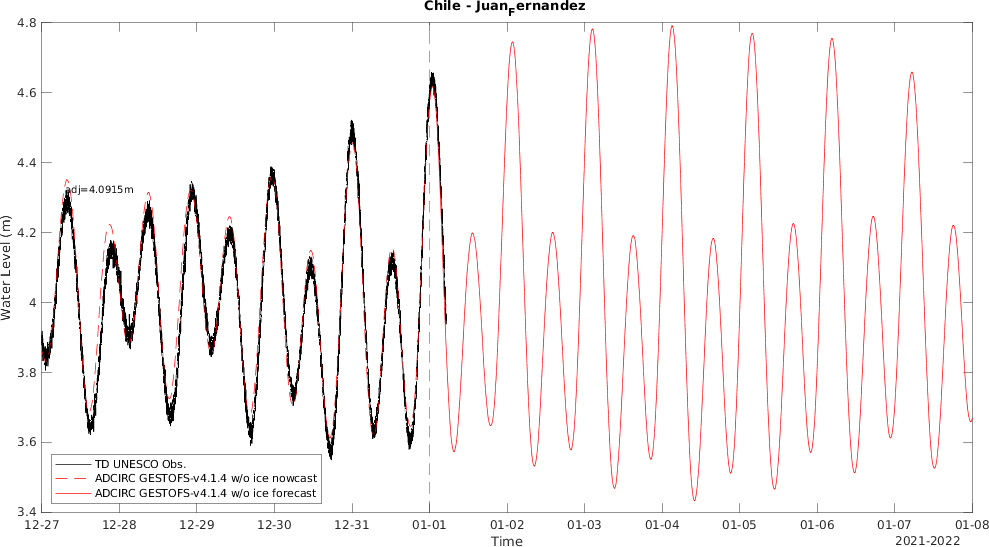 Chile - JuanFernandez
4.8
4.6
4.4
4.2
4
3.8
3.6
3.4
Water Level (m)
adj=4.0915m
TD UNESCO Obs.
ADCIRC GESTOFS-v4.1.4 w/o ice nowcast
ADCIRC GESTOFS-v4.1.4 w/o ice forecast
12-27 12-28 12-29 12-30 12-31 01-01 01-02 01-03 01-04 01-05 01-06 01-07 01-08
Time
2021-2022